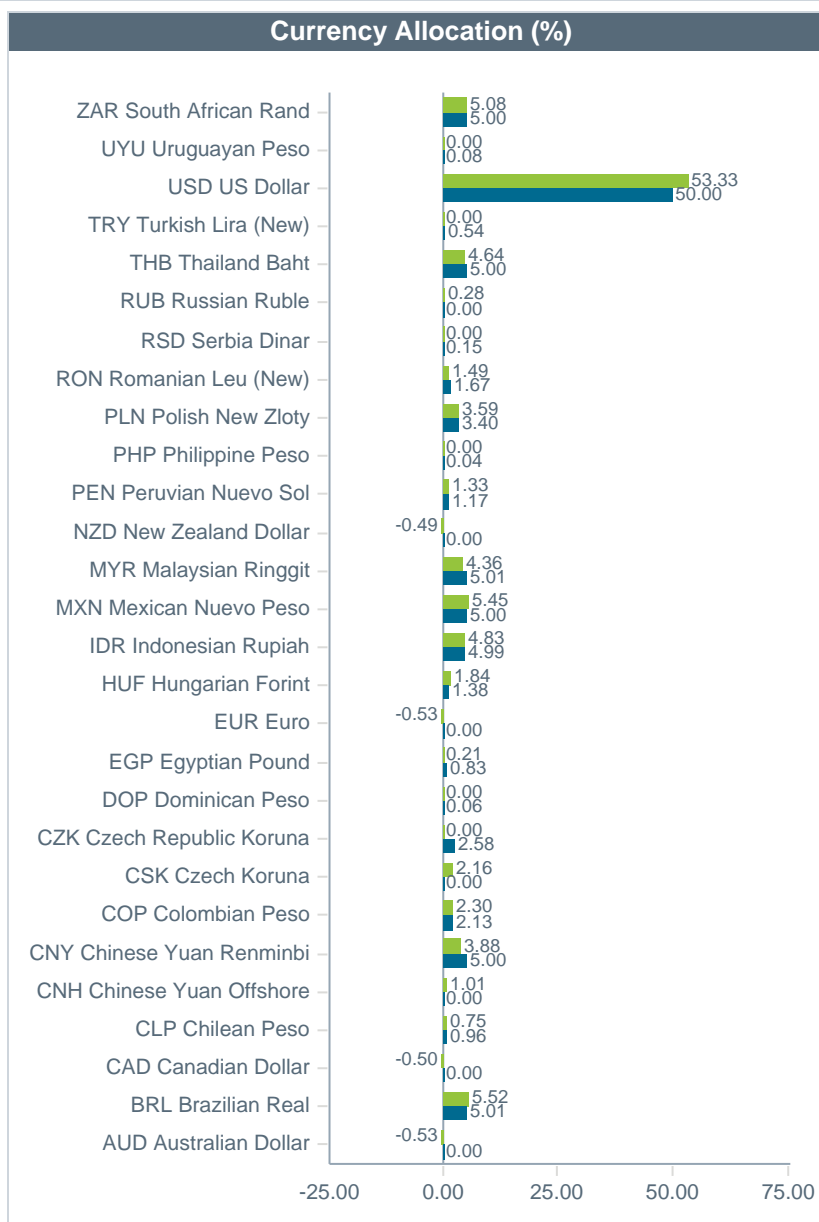 Currency Allocation (%)
ZAR South African Rand
5.08
5.00
UYU Uruguayan Peso
0.00
0.08
USD US Dollar
53.33
50.00
TRY Turkish Lira (New)
0.00
0.54
THB Thailand Baht
4.64
5.00
RUB Russian Ruble
0.28
0.00
RSD Serbia Dinar
0.00
0.15
RON Romanian Leu (New)
1.49
1.67
PLN Polish New Zloty
3.59
3.40
PHP Philippine Peso
0.00
0.04
PEN Peruvian Nuevo Sol
1.33
1.17
NZD New Zealand Dollar
-0.49
0.00
MYR Malaysian Ringgit
4.36
5.01
MXN Mexican Nuevo Peso
5.45
5.00
IDR Indonesian Rupiah
4.83
4.99
HUF Hungarian Forint
1.84
1.38
EUR Euro
-0.53
0.00
EGP Egyptian Pound
0.21
0.83
DOP Dominican Peso
0.00
0.06
CZK Czech Republic Koruna
0.00
2.58
CSK Czech Koruna
2.16
0.00
COP Colombian Peso
2.30
2.13
CNY Chinese Yuan Renminbi
3.88
5.00
CNH Chinese Yuan Offshore
1.01
0.00
CLP Chilean Peso
0.75
0.96
CAD Canadian Dollar
-0.50
0.00
BRL Brazilian Real
5.52
5.01
AUD Australian Dollar
-0.53
0.00
-25.00 0.00 25.00 50.00 75.00